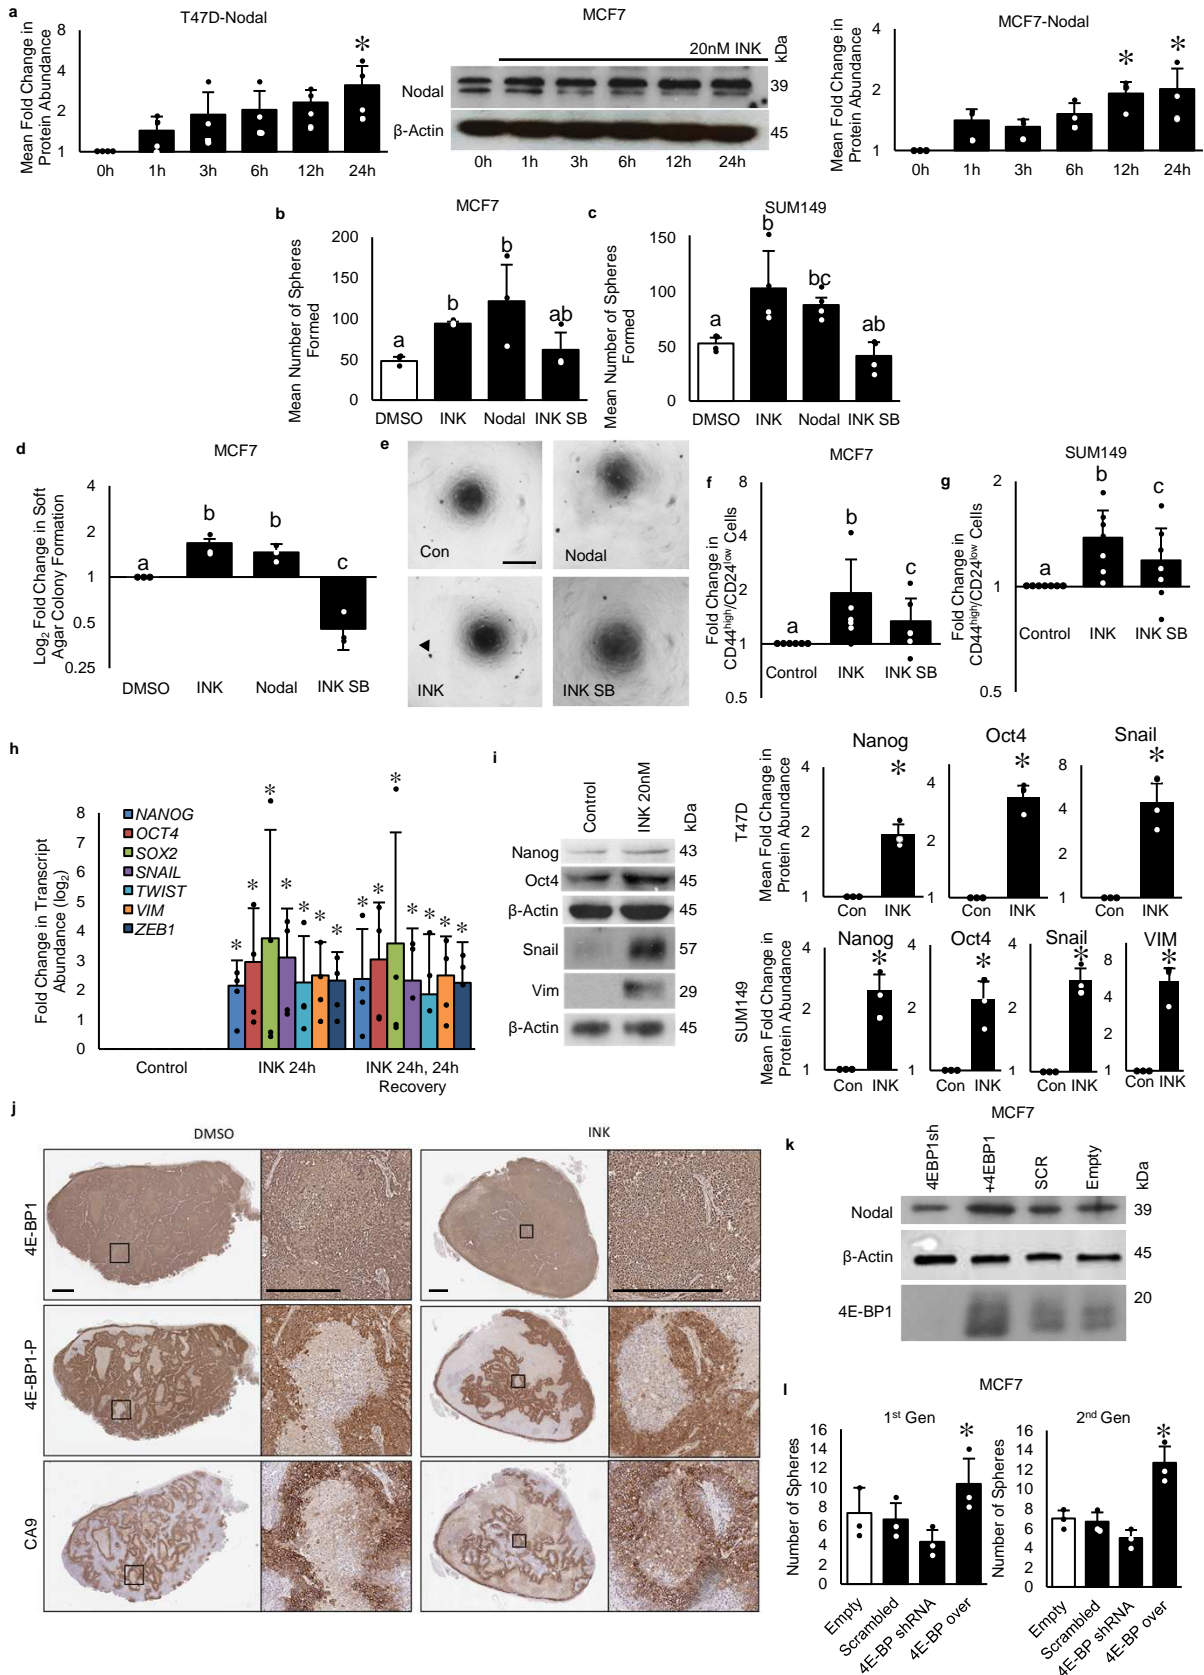 a
T47D-Nodal
Mean Fold Change in
Protein Abundance
8
4
2
1
0h 1h 3h 6h 12h 24h
*
MCF7
20nM INK
kDa
Nodal
39
β-Actin
45
0h 1h 3h 6h 12h 24h
MCF7-Nodal
Mean Fold Change in
Protein Abundance
4
2
1
* *
0h 1h 3h 6h 12h 24h
b
MCF7
Mean Number of Spheres
Formed
200
150
100
50
0
a b b ab
DMSO INK Nodal INK SB
c
SUM149
Mean Number of Spheres
Formed
150
100
50
0
a b bc ab
DMSO INK Nodal INK SB
d
MCF7
Log2 Fold Change in Soft
Agar Colony Formation
4
2
1
0.5
0.25
a b b c
DMSO INK Nodal INK SB
e
Con
Nodal
INK
INK SB
f
MCF7
Fold Change in
CD44high/CD24low Cells
8
4
2
1
0.5
a b c
Control INK INK SB
g
SUM149
Fold Change in
CD44high/CD24low Cells
2
1
0.5
a b c
Control INK INK SB
h
Fold Change in Transcript
Abundance (log2)
8
7
6
5
4
3
2
1
0
NANOG
OCT4
SOX2
SNAIL
TWIST
VIM
ZEB1
* * * * * * *
* * * * * * *
Control INK 24h INK 24h, 24h
Recovery
i
Control
INK 20nM
kDa
Nanog 43
Oct4 45
β-Actin 45
Snail 57
Vim 29
β-Actin 45
T47D
Mean Fold Change in
Protein Abundance
Nanog
4
2
1
*
Con INK
Oct4
4
2
1
*
Con INK
Snail
8
4
2
1
*
Con INK
SUM149
Mean Fold Change in
Protein Abundance
Nanog
4
2
1
*
Con INK
Oct4
4
2
1
*
Con INK
Snail
4
2
1
*
Con INK
VIM
8
4
2
1
*
Con INK
j
DMSO
INK
4E-BP1
4E-BP1-P
CA9
k
MCF7
4EBP1sh
+4EBP1
SCR
Empty
kDa
Nodal 39
β-Actin 45
4E-BP1 20
l
MCF7
Number of Spheres
1st Gen
16
14
12
10
8
6
4
2
0
*
Empty
Scrambled
4E-BP shRNA
4E-BP over
Number of Spheres
2nd Gen
16
14
12
10
8
6
4
2
0
*
Empty
Scrambled
4E-BP shRNA
4E-BP over